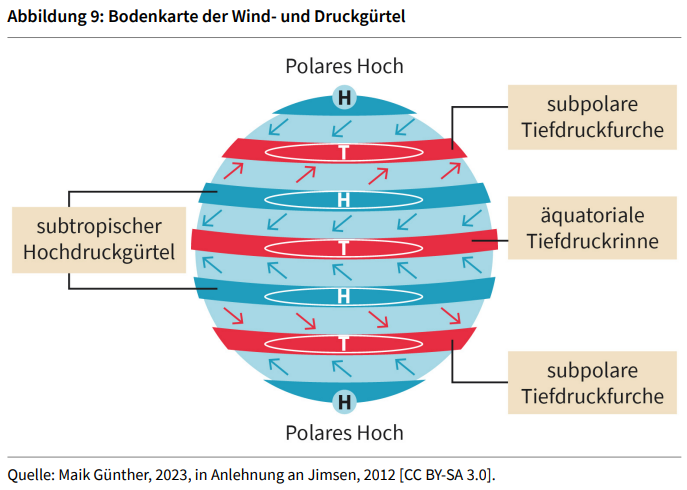 Abbildung 9: Bodenkarte der Wind- und Druckgürtel
Polares Hoch
H
subpolare
Tiefdruckfurche
T
H
subtropischer
Hochdruckgürtel
äquatoriale
Tiefdruckrinne
T
H
T
subpolare
Tiefdruckfurche
H
Polares Hoch
Quelle: Maik Günther, 2023, in Anlehnung an Jimsen, 2012 [CC BY-SA 3.0].